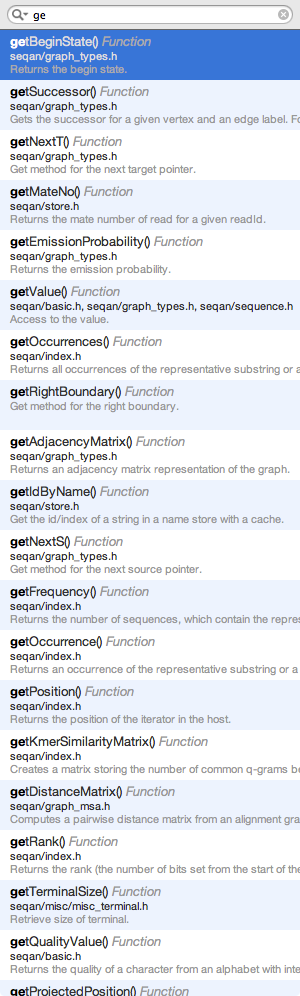 ge
getBeginState() Function
seqan/graph_types.h
Returns the begin state.
getSuccessor() Function
seqan/graph_types.h
Gets the successor for a given vertex and an edge label. Fo
getNextT() Function
seqan/graph_types.h
Get method for the next target pointer.
getMateNo() Function
seqan/store.h
Returns the mate number of read for a given readId.
getEmissionProbability() Function
seqan/graph_types.h
Returns the emission probability.
getValue() Function
seqan/basic.h, seqan/graph_types.h, seqan/sequence.h
Access to the value.
getOccurrences() Function
seqan/index.h
Returns all occurrences of the representative substring or a
getRightBoundary() Function
Get method for the right boundary.
getAdjacencyMatrix() Function
seqan/graph_types.h
Returns an adjacency matrix representation of the graph.
getIdByName() Function
seqan/store.h
Get the id/index of a string in a name store with a cache.
getNextS() Function
seqan/graph_types.h
Get method for the next source pointer.
getFrequency() Function
seqan/index.h
Returns the number of sequences, which contain the repres
getOccurrence() Function
seqan/index.h
Returns an occurrence of the representative substring or a
getPosition() Function
seqan/index.h
Returns the position of the iterator in the host.
getKmerSimilarityMatrix() Function
seqan/index.h
Creates a matrix storing the number of common q-grams be
getDistanceMatrix() Function
seqan/graph_msa.h
Computes a pairwise distance matrix from an alignment gra
getRank() Function
seqan/index.h
Returns the rank (the number of bits set from the start of the
getTerminalSize() Function
seqan/misc/misc_terminal.h
Retrieve size of terminal.
getQualityValue() Function
seqan/basic.h
Returns the quality of a character from an alphabet with inte
getProjectedPosition() Function